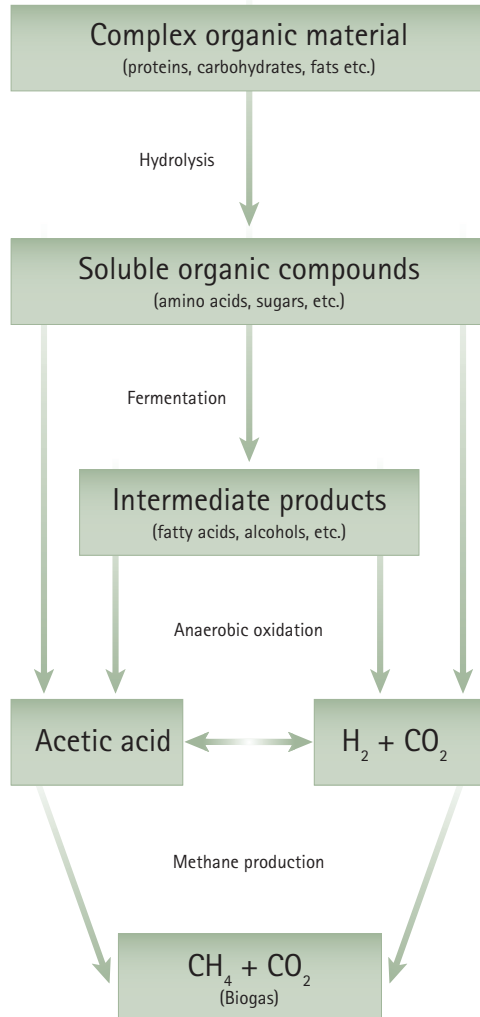 Complex organic material
(proteins, carbohydrates, fats etc.)
Hydrolysis
Soluble organic compounds
(amino acids, sugars, etc.)
Fermentation
Intermediate products
(fatty acids, alcohols, etc.)
Anaerobic oxidation
Acetic acid
H₂ + CO₂
Methane production
CH₄ + CO₂
(Biogas)